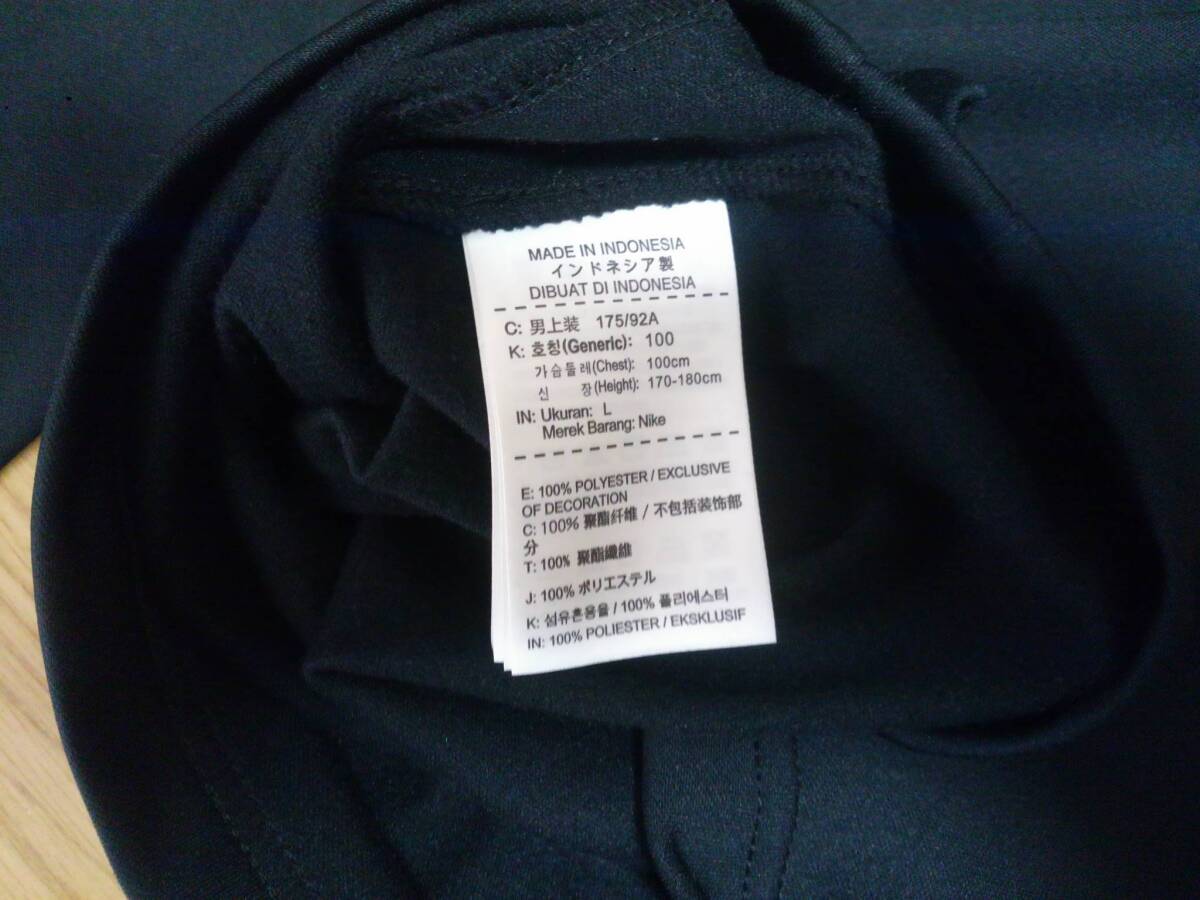 MADE IN INDONESIA
インドネシア製
DIBUAT DI INDONESIA
C: 男上装 175/92A
K: 호칭(Generic): 100
가슴둘레(Chest): 100cm
신 장(Height): 170-180cm
IN: Ukuran: L
Merek Barang: Nike
E: 100% POLYESTER / EXCLUSIVE
OF DECORATION
C: 100% 聚酯纤维 / 不包括装饰部
分
T: 100% 聚酯纖維
J: 100% ポリエステル
K: 섬유혼용율 / 100% 폴리에스터
IN: 100% POLIESTER / EKSKLUSIF